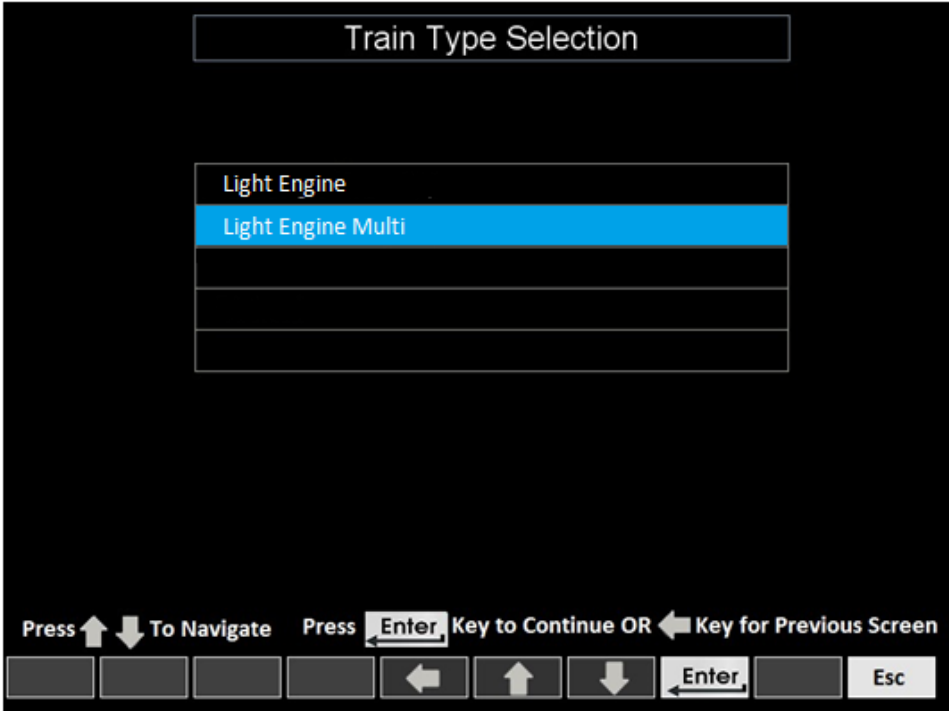 Train Type Selection
Light Engine
Light Engine Multi
Press To Navigate Press Enter Key to Continue OR Key for Previous Screen
Enter Esc